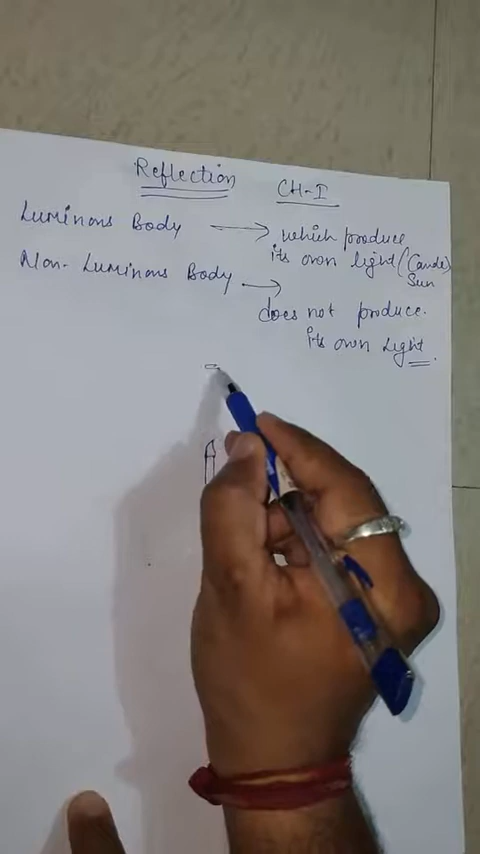 Reflection CH-I
Luminous Body → which produce
its own light (Candle)
Sun
Non-Luminous Body →
does not produce.
its own light